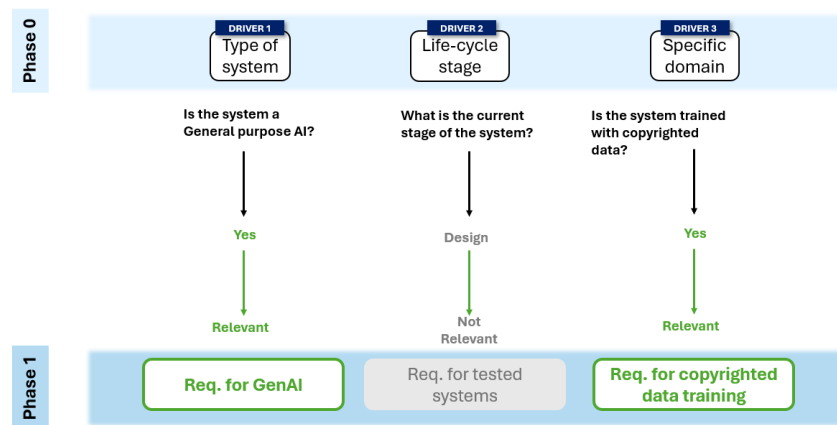 Phase 0
DRIVER 1
Type of
system
DRIVER 2
Life-cycle
stage
DRIVER 3
Specific
domain
Is the system a
General purpose AI?
What is the current
stage of the system?
Is the system trained
with copyrighted
data?
Yes
Design
Yes
Relevant
Not
Relevant
Relevant
Phase 1
Req. for GenAI
Req. for tested
systems
Req. for copyrighted
data training